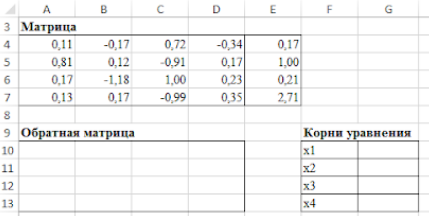 A B C D E F G
3 Матрица
4 0,11 -0,17 0,72 -0,34 0,17
5 0,81 0,12 -0,91 0,17 1,00
6 0,17 -1,18 1,00 0,23 0,21
7 0,13 0,17 -0,99 0,35 2,71
8
9 Обратная матрица Корни уравнения
10 x1
11 x2
12 x3
13 x4